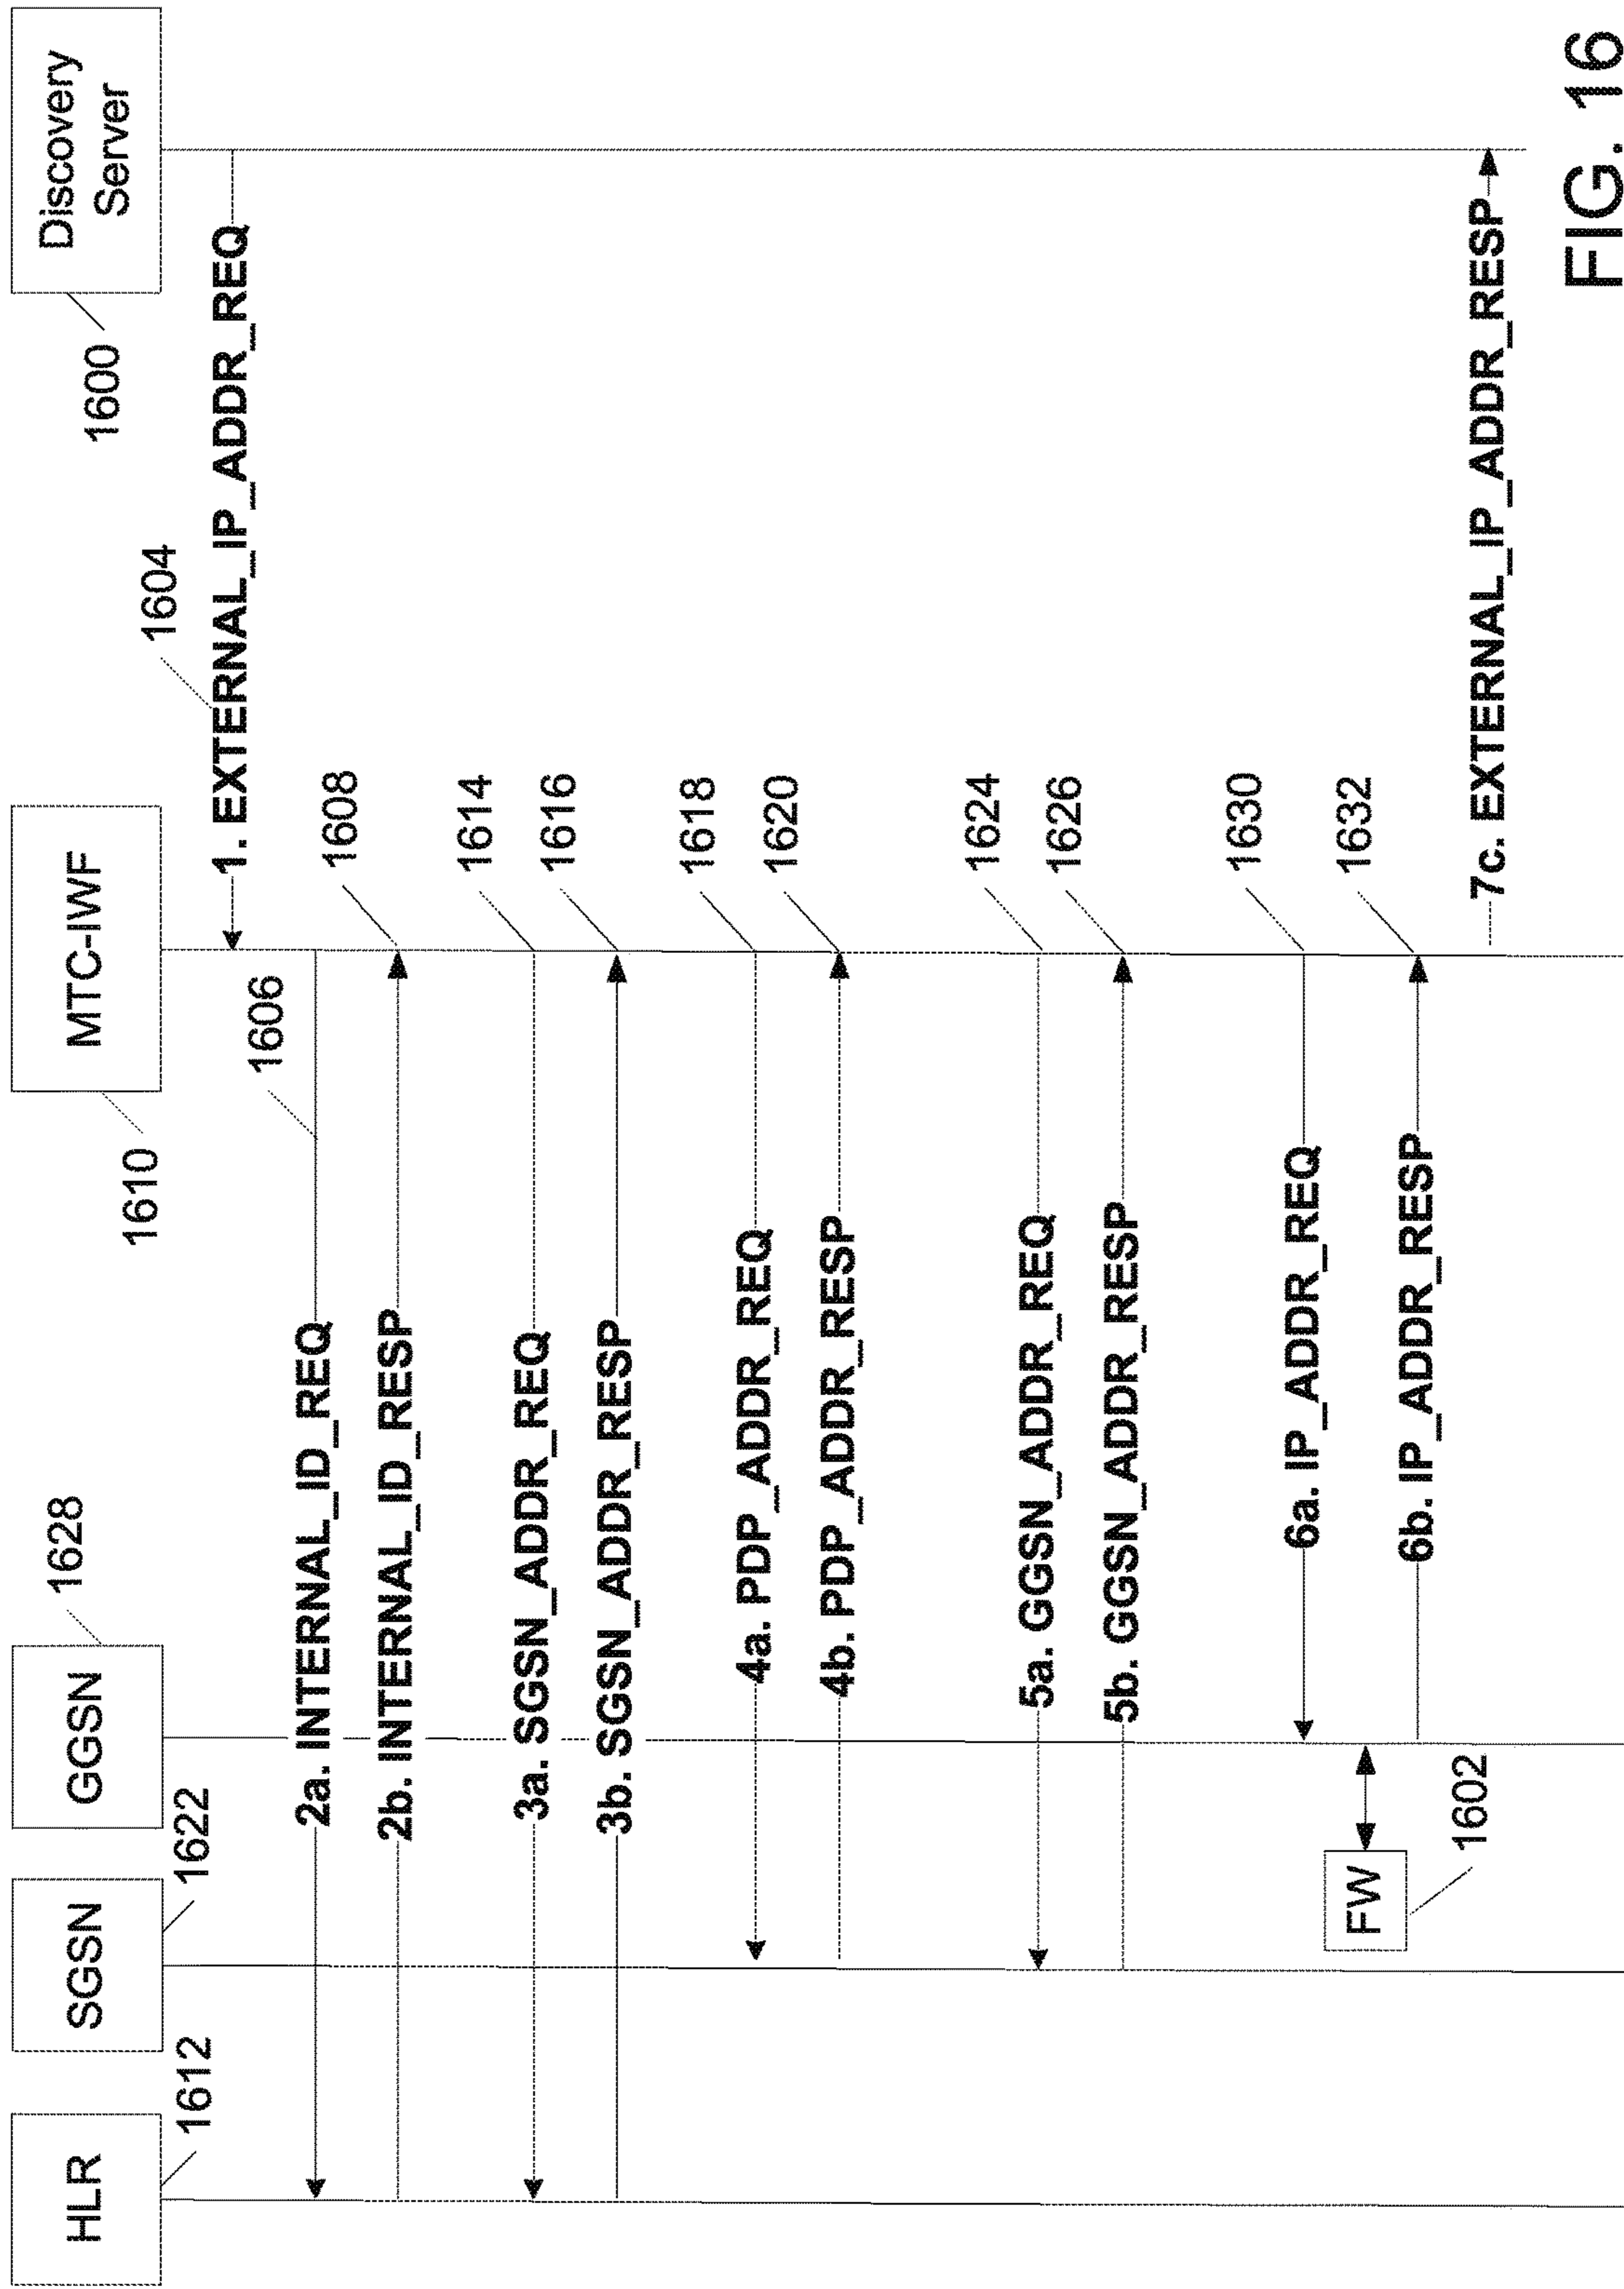 HLR
SGSN
GGSN
MTC-IWF
Discovery
Server
1612
1622
1628
1610
1600
1604
1. EXTERNAL_IP_ADDR_REQ
1606
2a. INTERNAL_ID_REQ
1608
2b. INTERNAL_ID_RESP
1614
3a. SGSN_ADDR_REQ
1616
3b. SGSN_ADDR_RESP
1618
4a. PDP_ADDR_REQ
1620
4b. PDP_ADDR_RESP
1624
5a. GGSN_ADDR_REQ
1626
5b. GGSN_ADDR_RESP
1630
6a. IP_ADDR_REQ
FW
1632
6b. IP_ADDR_RESP
1602
7c. EXTERNAL_IP_ADDR_RESP
FIG. 16